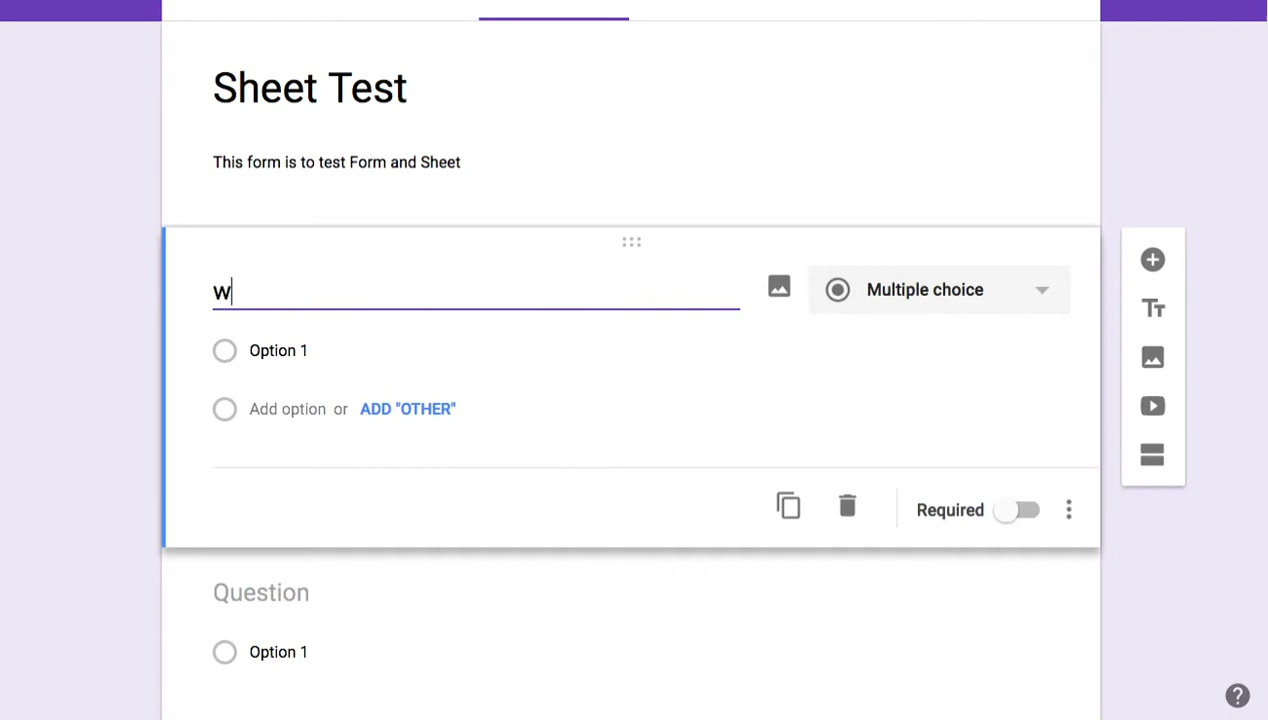 Sheet Test
This form is to test Form and Sheet
W
Multiple choice
Option 1
Add option or ADD "OTHER"
Required
Question
Option 1